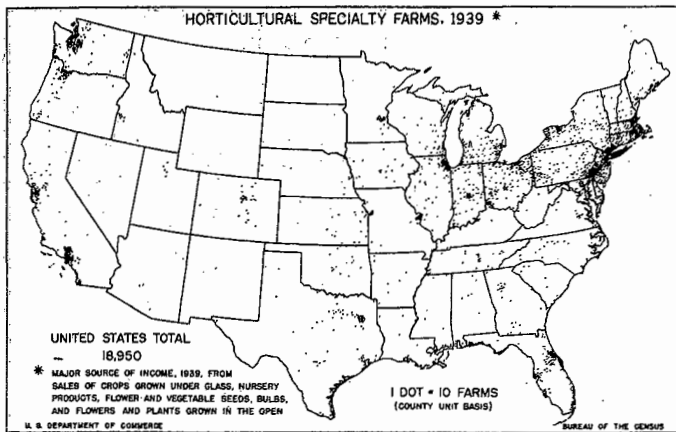 HORTICULTURAL SPECIALTY FARMS, 1939 *
UNITED STATES TOTAL
18,950
* MAJOR SOURCE OF INCOME, 1939, FROM
SALES OF CROPS GROWN UNDER GLASS, NURSERY
PRODUCTS, FLOWER AND VEGETABLE SEEDS, BULBS,
AND FLOWERS AND PLANTS GROWN IN THE OPEN
1 DOT = 10 FARMS
(COUNTY UNIT BASIS)
U. S. DEPARTMENT OF COMMERCE
BUREAU OF THE CENSUS